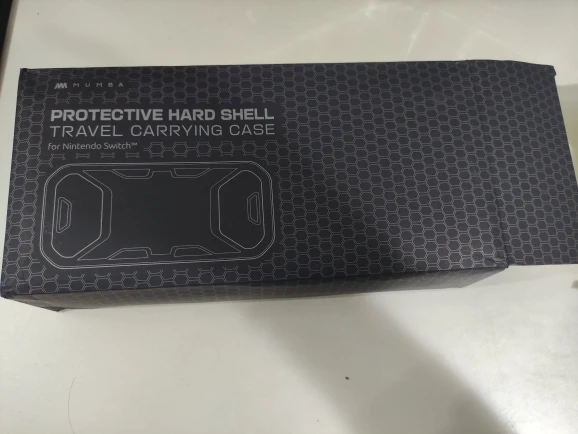 MUMBA
PROTECTIVE HARD SHELL
TRAVEL CARRYING CASE
for Nintendo Switch™